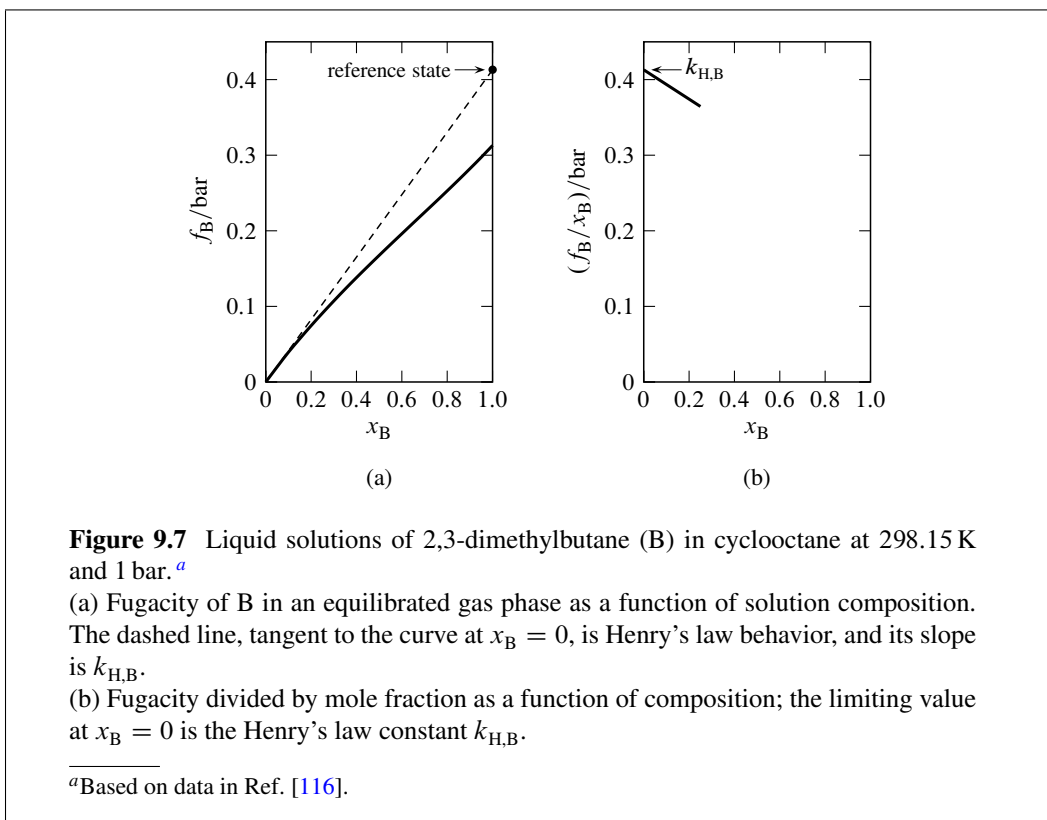 reference state
k_H,B
f_B/bar
(f_B/x_B)/bar
0.4
0.3
0.2
0.1
0
0 0.2 0.4 0.6 0.8 1.0
x_B
(a)
0.4
0.3
0.2
0.1
0
0 0.2 0.4 0.6 0.8 1.0
x_B
(b)
Figure 9.7 Liquid solutions of 2,3-dimethylbutane (B) in cyclooctane at 298.15 K
and 1 bar. a
(a) Fugacity of B in an equilibrated gas phase as a function of solution composition.
The dashed line, tangent to the curve at x_B = 0, is Henry's law behavior, and its slope
is k_H,B.
(b) Fugacity divided by mole fraction as a function of composition; the limiting value
at x_B = 0 is the Henry's law constant k_H,B.
a Based on data in Ref. [116].